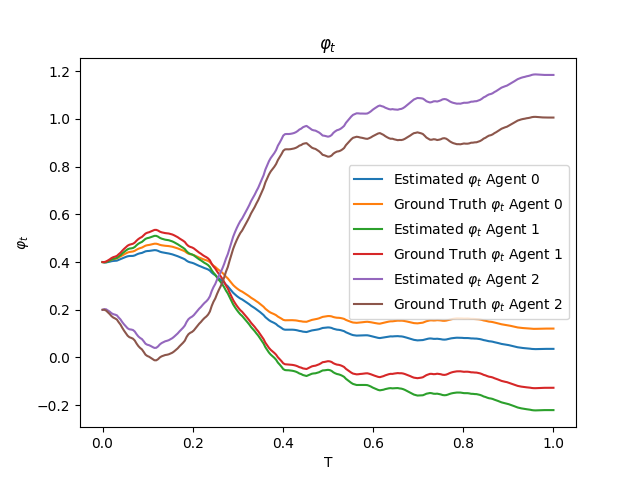 φt
1.2
1.0
0.8
0.6
0.4
0.2
0.0
−0.2
φt
Estimated φt Agent 0
Ground Truth φt Agent 0
Estimated φt Agent 1
Ground Truth φt Agent 1
Estimated φt Agent 2
Ground Truth φt Agent 2
0.0 0.2 0.4 0.6 0.8 1.0
T